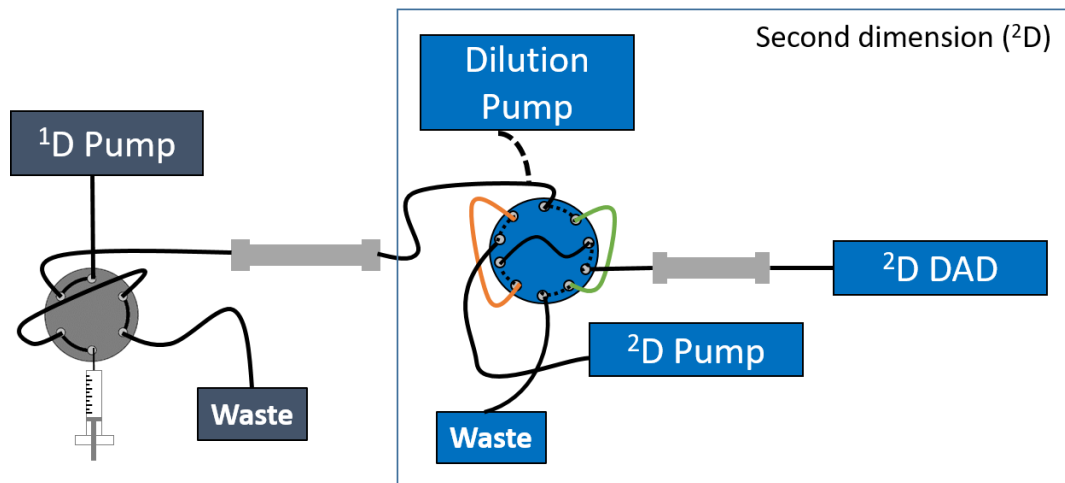 Second dimension (²D)
Dilution
Pump
¹D Pump
²D DAD
²D Pump
Waste
Waste